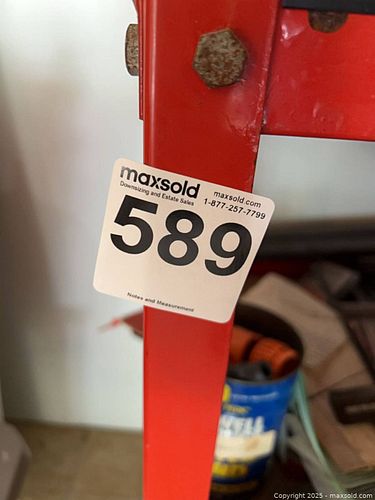 maxsold
Downsizing and Estate Sales
maxsold.com
1-877-257-7799
589
Notes and Measurement
© Copyright 2025 - maxsold.com